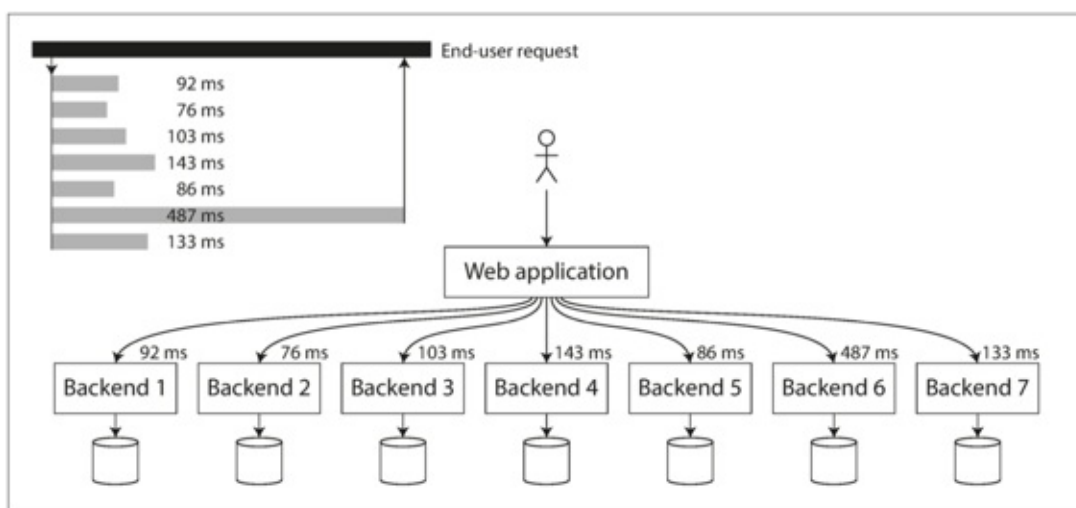 End-user request
92 ms
76 ms
103 ms
143 ms
86 ms
487 ms
133 ms
Web application
92 ms 76 ms 103 ms 143 ms 86 ms 487 ms 133 ms
Backend 1 Backend 2 Backend 3 Backend 4 Backend 5 Backend 6 Backend 7